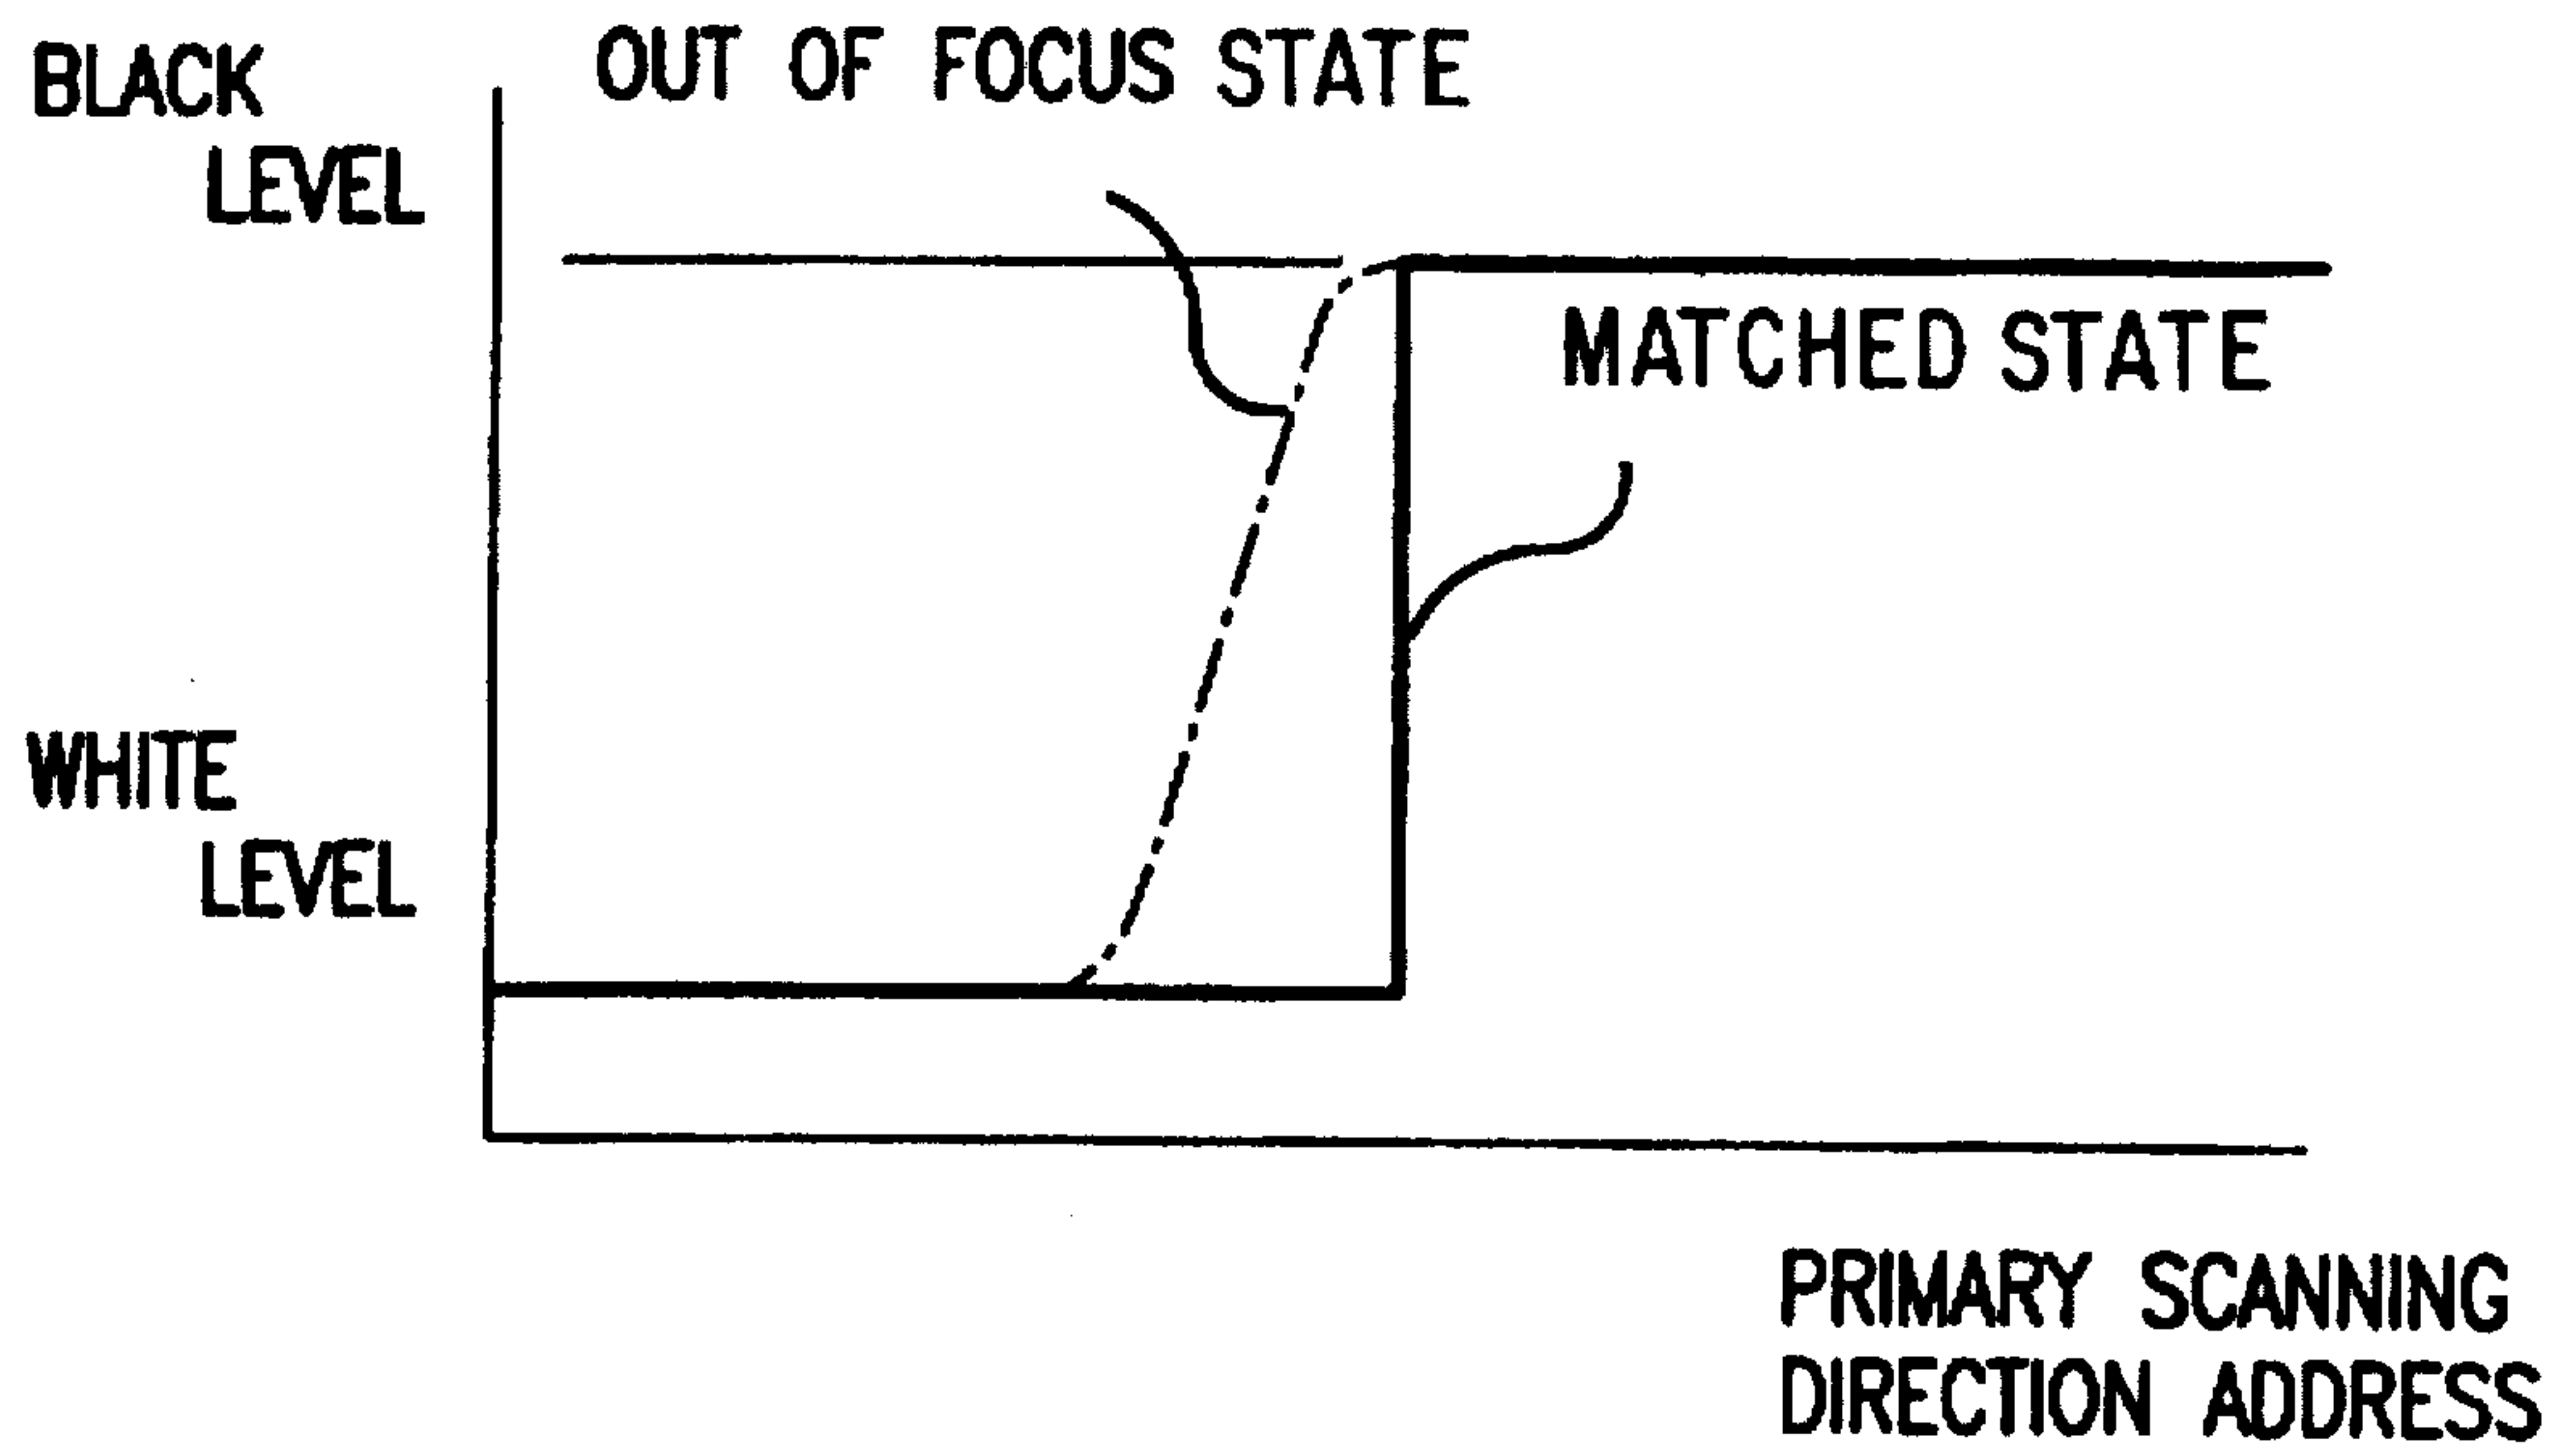 OUT OF FOCUS STATE
BLACK
LEVEL
MATCHED STATE
WHITE
LEVEL
PRIMARY SCANNING
DIRECTION ADDRESS